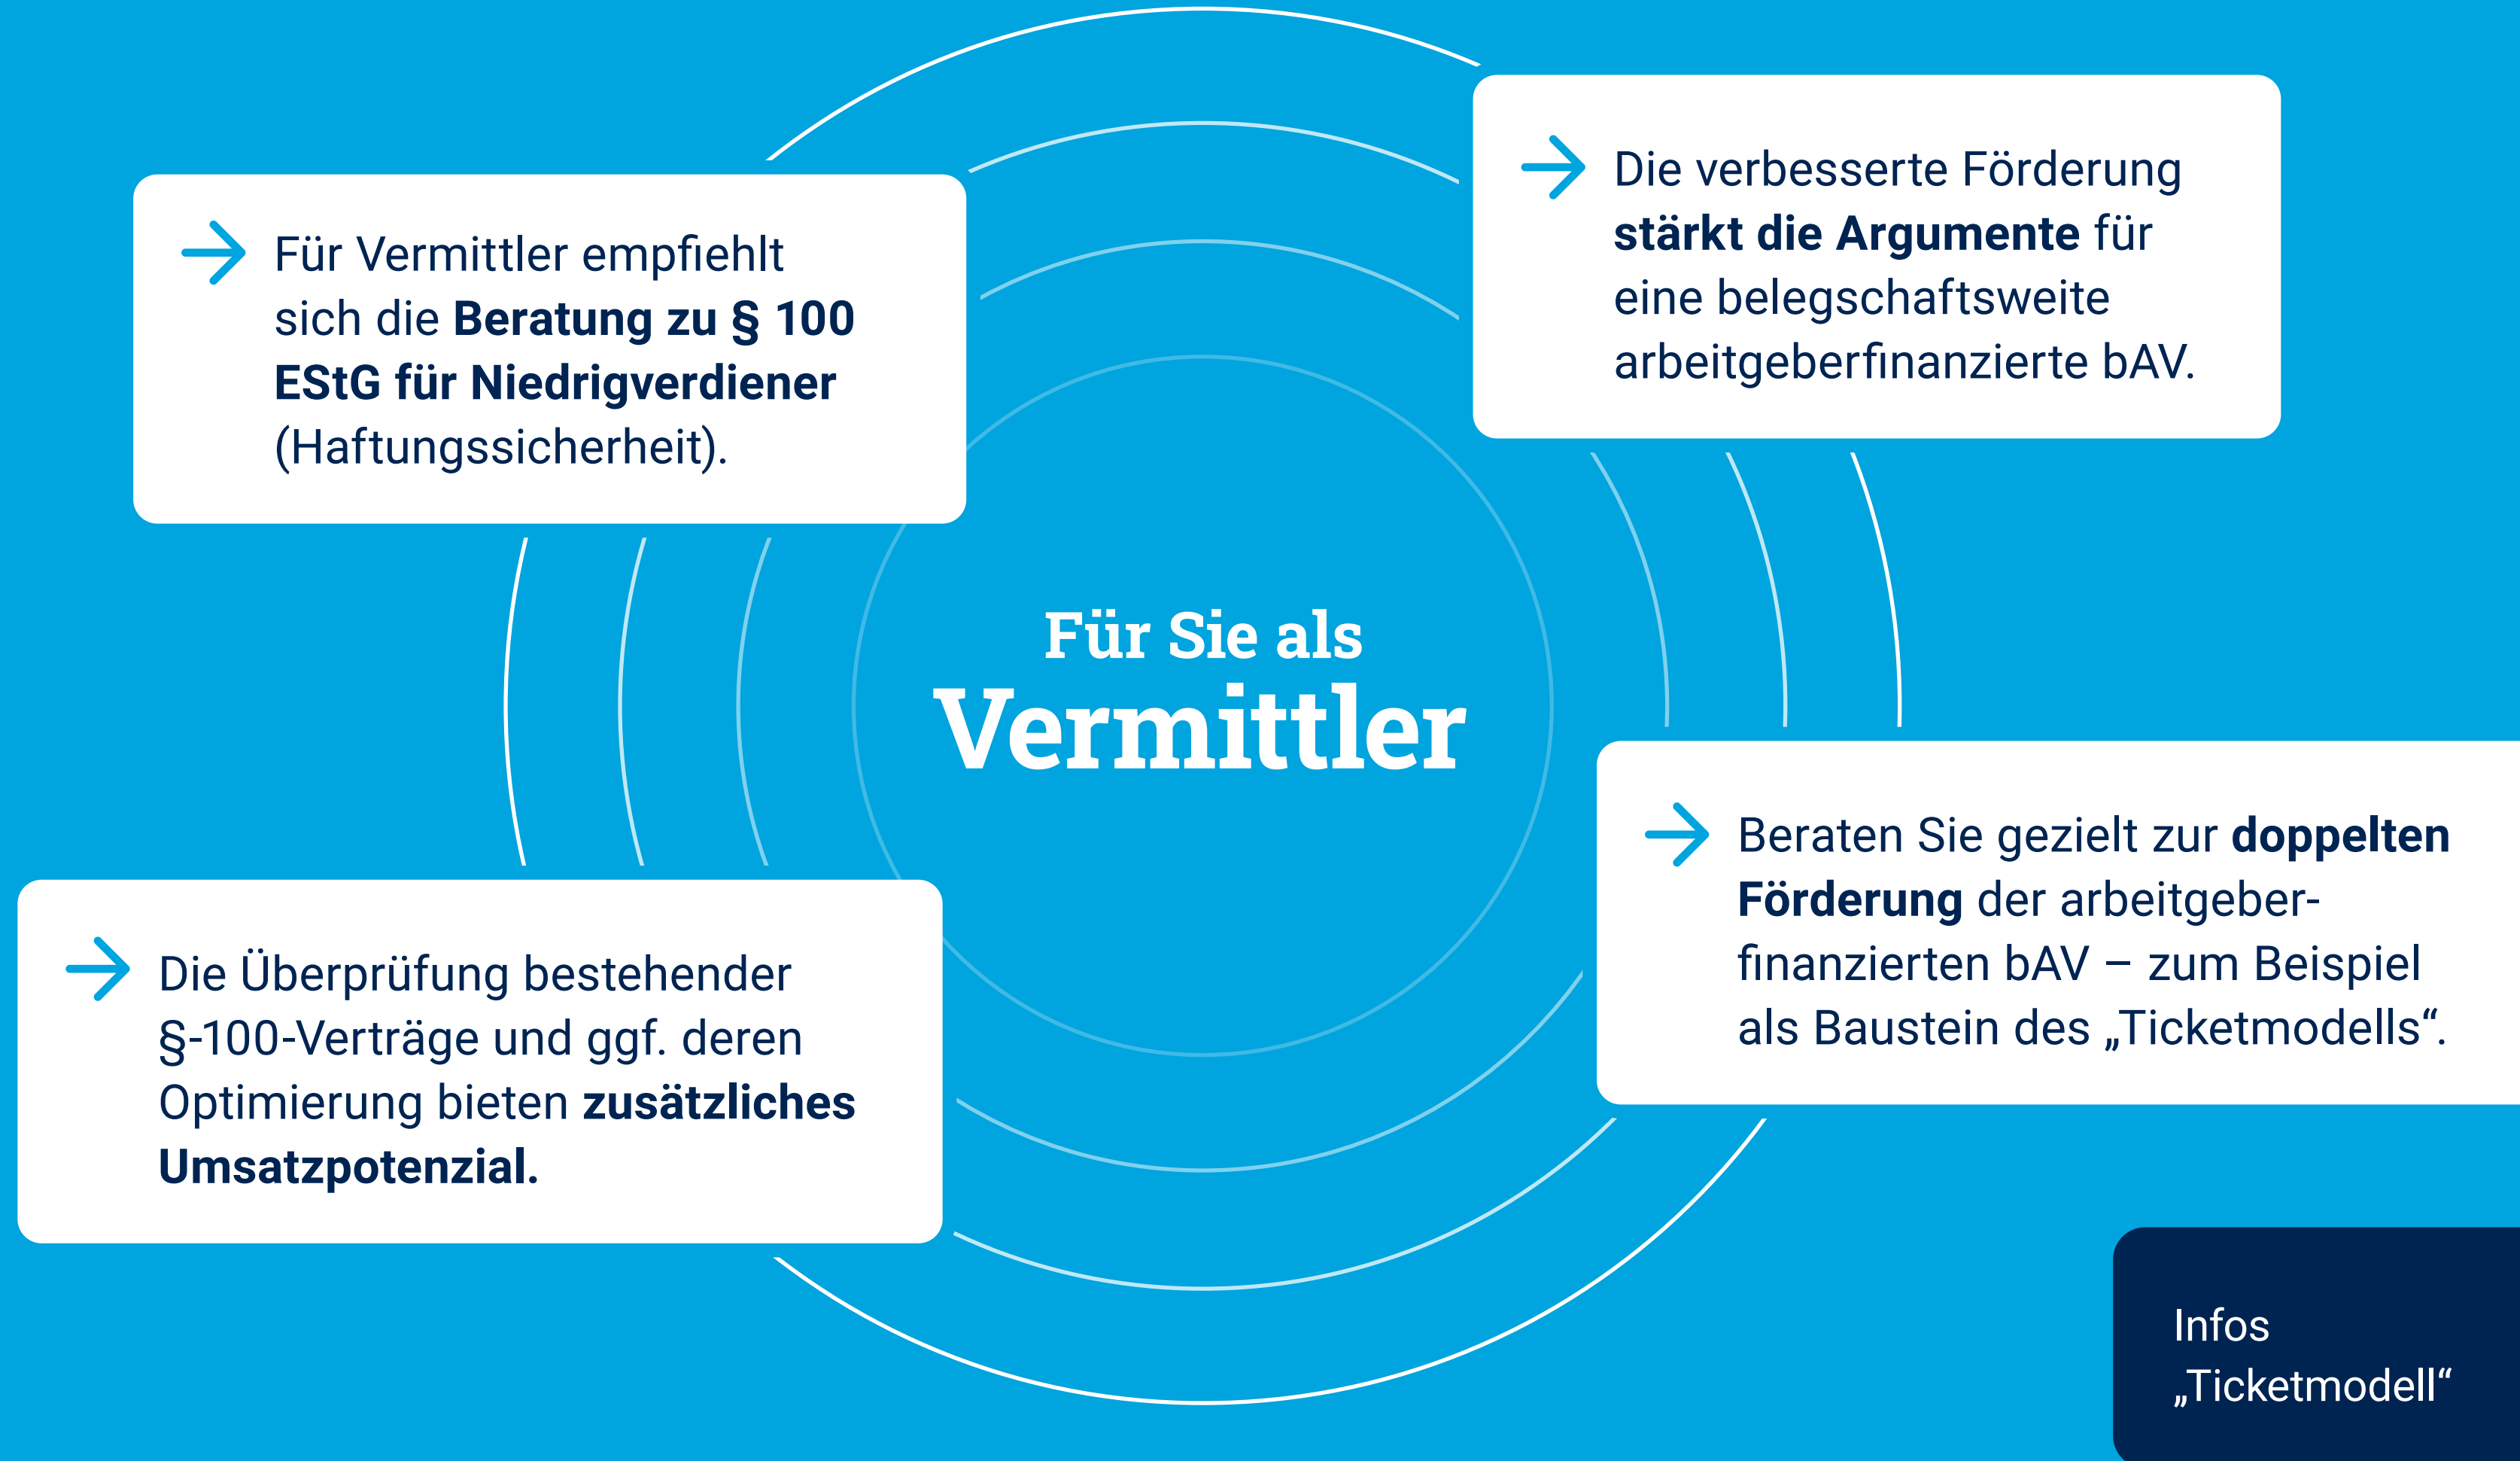 Für Vermittler empfiehlt
sich die Beratung zu § 100
EStG für Niedrigverdiener
(Haftungssicherheit).
Die verbesserte Förderung
stärkt die Argumente für
eine belegschaftsweite
arbeitgeberfinanzierte bAV.
Für Sie als
Vermittler
Die Überprüfung bestehender
§-100-Verträge und ggf. deren
Optimierung bieten zusätzliches
Umsatzpotenzial.
Beraten Sie gezielt zur doppelten
Förderung der arbeitgeber-
finanzierten bAV – zum Beispiel
als Baustein des „Ticketmodells“.
Infos
„Ticketmodell“